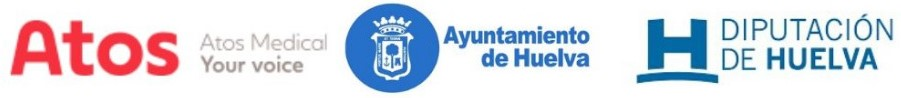 Atos
Atos Medical
Your voice
Ayuntamiento
de Huelva
DIPUTACIÓN
DE HUELVA